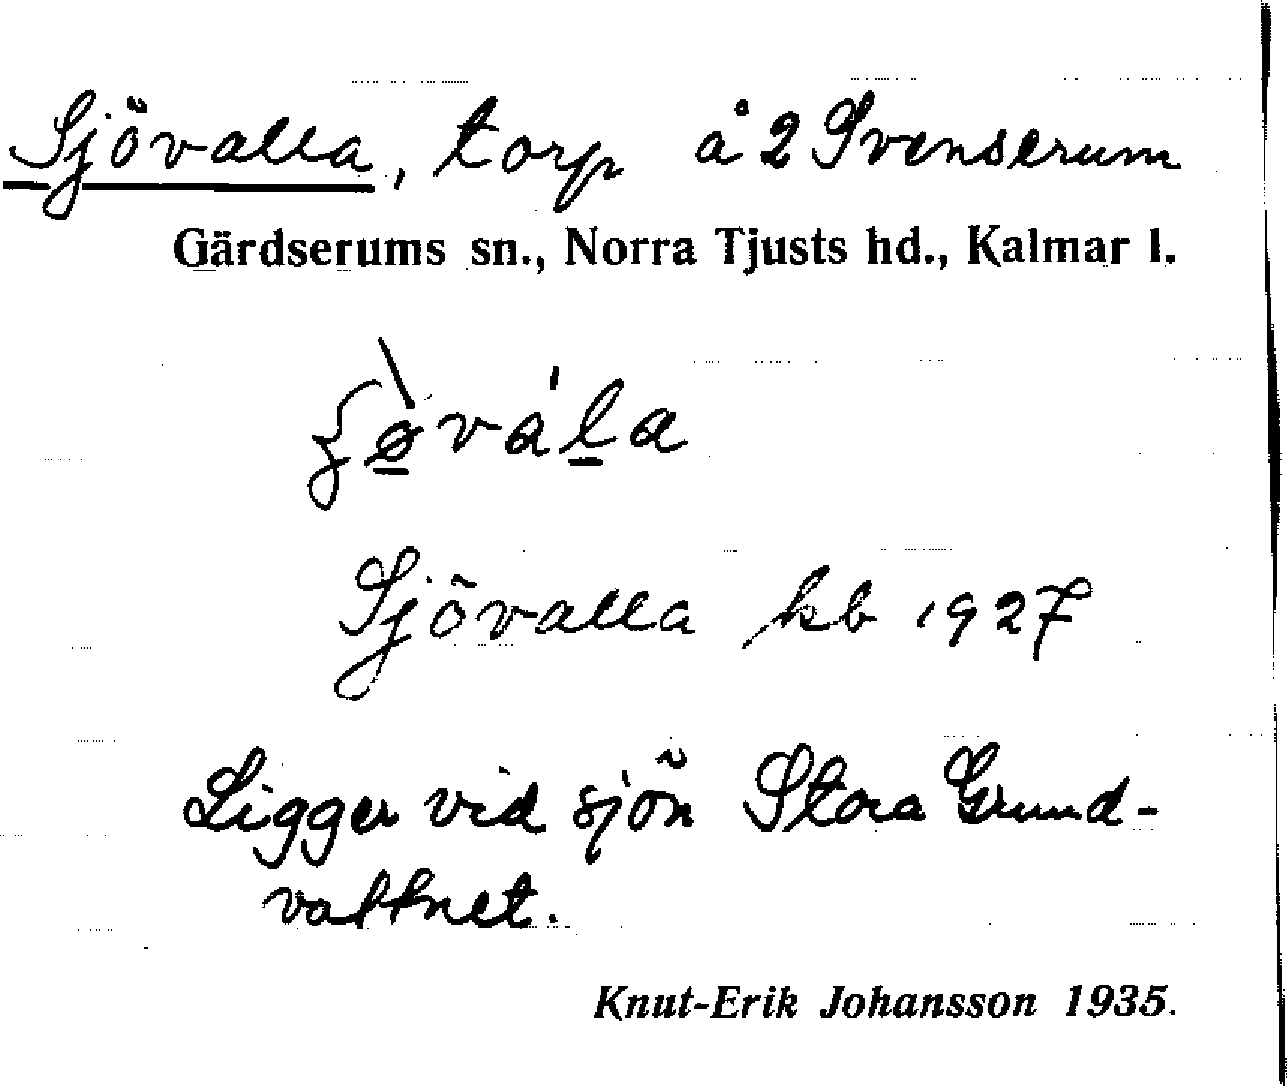 Sjövalla, torp å 2 Svenserum
Gärdserums sn., Norra Tjusts hd., Kalmar l.
Sjövalla kb 1927
Ligger vid sjön Stora Grund-
vattnet.
Knut-Erik Johansson 1935.